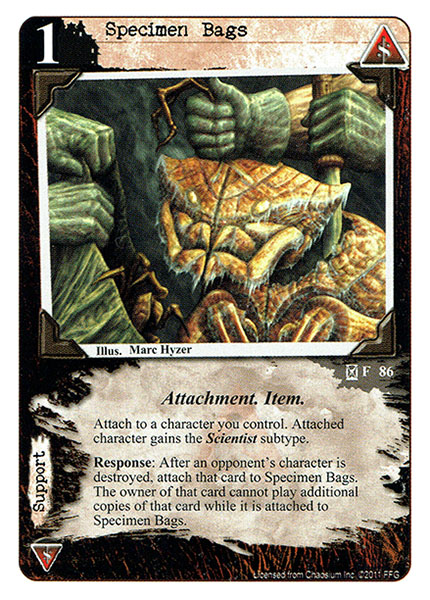 1
Specimen Bags
Illus. Marc Hyzer
F 86
Attachment. Item.
Attach to a character you control. Attached
character gains the Scientist subtype.
Response: After an opponent's character is
destroyed, attach that card to Specimen Bags.
The owner of that card cannot play additional
copies of that card while it is attached to
Specimen Bags.
Support
Licensed from Chaosium Inc. ©2011 FFG